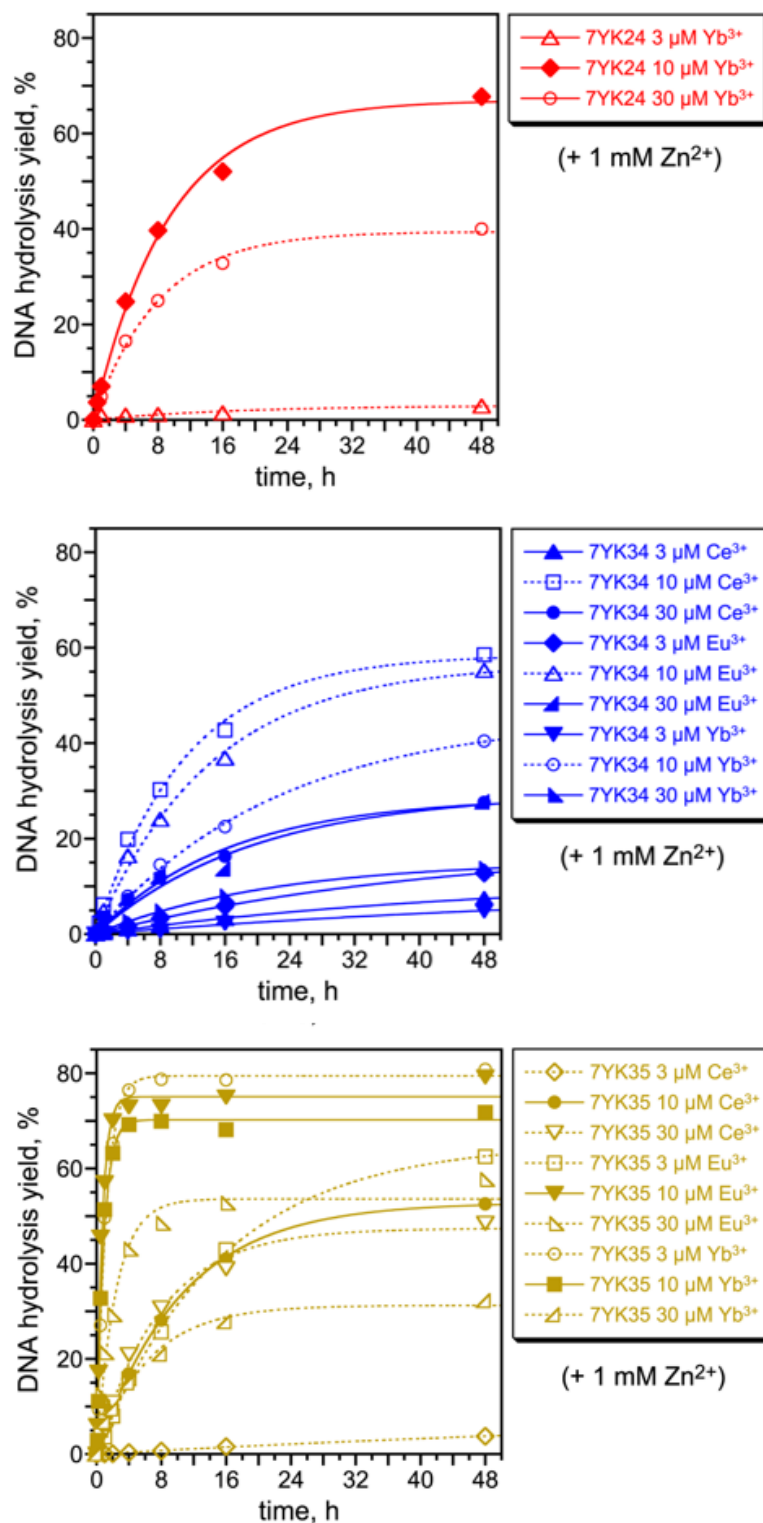 80
60
40
20
0
DNA hydrolysis yield, %
0 8 16 24 32 40 48
time, h
7YK24 3 µM Yb³⁺
7YK24 10 µM Yb³⁺
7YK24 30 µM Yb³⁺
(+ 1 mM Zn²⁺)
80
60
40
20
0
DNA hydrolysis yield, %
0 8 16 24 32 40 48
time, h
7YK34 3 µM Ce³⁺
7YK34 10 µM Ce³⁺
7YK34 30 µM Ce³⁺
7YK34 3 µM Eu³⁺
7YK34 10 µM Eu³⁺
7YK34 30 µM Eu³⁺
7YK34 3 µM Yb³⁺
7YK34 10 µM Yb³⁺
7YK34 30 µM Yb³⁺
(+ 1 mM Zn²⁺)
80
60
40
20
0
DNA hydrolysis yield, %
0 8 16 24 32 40 48
time, h
7YK35 3 µM Ce³⁺
7YK35 10 µM Ce³⁺
7YK35 30 µM Ce³⁺
7YK35 3 µM Eu³⁺
7YK35 10 µM Eu³⁺
7YK35 30 µM Eu³⁺
7YK35 3 µM Yb³⁺
7YK35 10 µM Yb³⁺
7YK35 30 µM Yb³⁺
(+ 1 mM Zn²⁺)